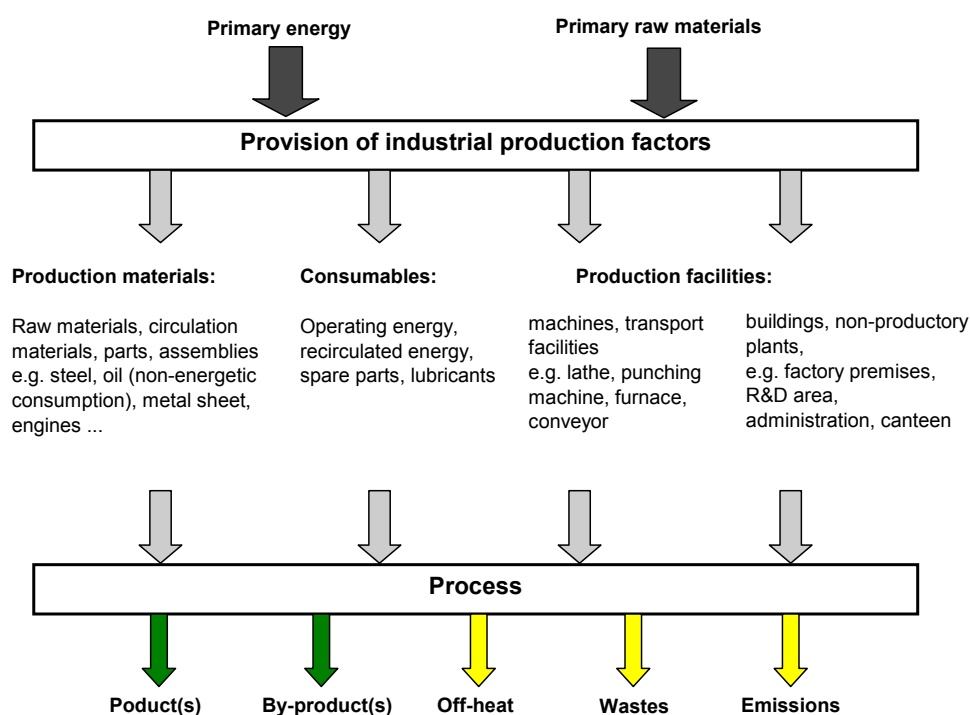 Primary energy
Primary raw materials
Provision of industrial production factors
Production materials:
Raw materials, circulation
materials, parts, assemblies
e.g. steel, oil (non-energetic
consumption), metal sheet,
engines ...
Consumables:
Operating energy,
recirculated energy,
spare parts, lubricants
Production facilities:
machines, transport
facilities
e.g. lathe, punching
machine, furnace,
conveyor
buildings, non-productory
plants,
e.g. factory premises,
R&D area,
administration, canteen
Process
Poduct(s)
By-product(s)
Off-heat
Wastes
Emissions